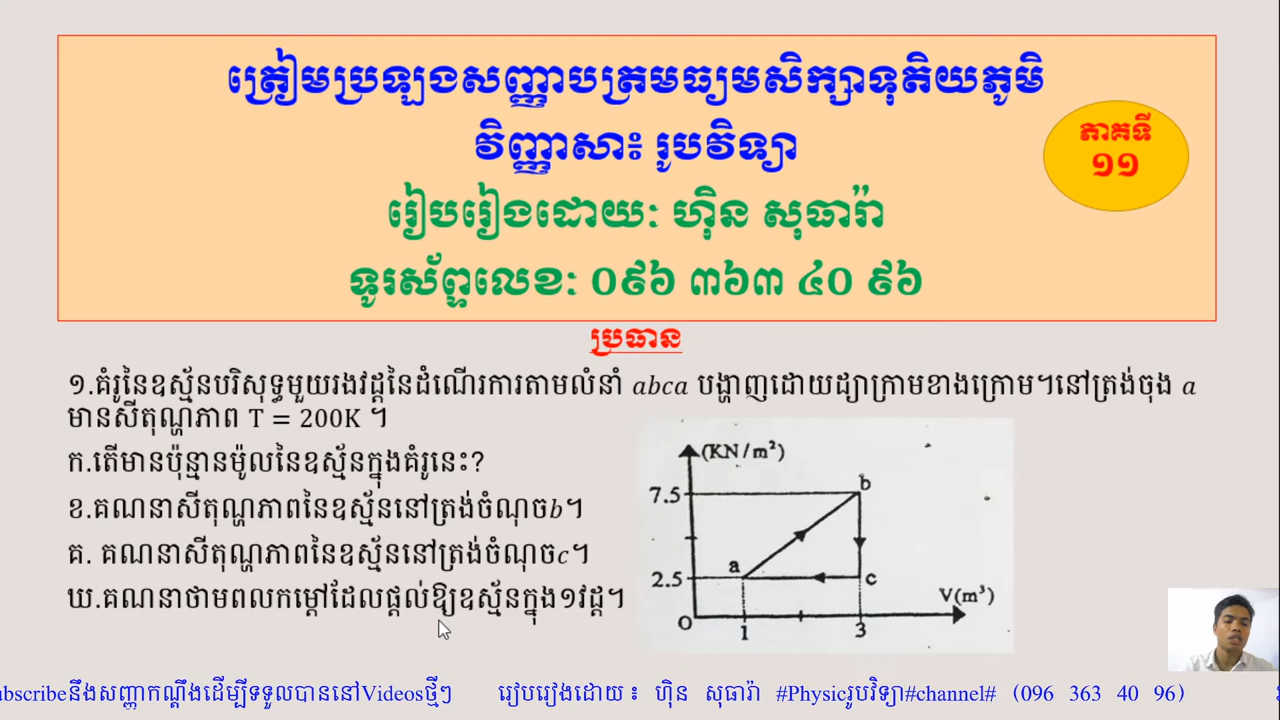 ត្រៀមប្រឡងសញ្ញាបត្រមធ្យមសិក្សាទុតិយភូមិ
វិញ្ញាសា៖ រូបវិទ្យា
ភាគទី
១១
រៀបរៀងដោយ: ហ៊ិន សុធារ៉ា
ទូរស័ព្ទលេខ: ០៩៦ ៣៦៣ ៤០ ៩៦
ប្រធាន
១.គំរូនៃឧស្ម័នបរិសុទ្ធមួយរងវដ្តនៃដំណើរការតាមលំនាំ abca បង្ហាញដោយដ្យាក្រាមខាងក្រោម។នៅត្រង់ចុង a
មានសីតុណ្ហភាព T = 200K ។
ក.តើមានប៉ុន្មានម៉ូលនៃឧស្ម័នក្នុងគំរូនេះ?
ខ.គណនាសីតុណ្ហភាពនៃឧស្ម័ននៅត្រង់ចំណុចb។
គ. គណនាសីតុណ្ហភាពនៃឧស្ម័ននៅត្រង់ចំណុចc។
ឃ.គណនាថាមពលកម្តៅដែលផ្តល់ឱ្យឧស្ម័នក្នុង១វដ្ត។
(KN/m²)
7.5
b
a
2.5
c
V(m³)
O
1
3
ubscribeនឹងសញ្ញាកណ្តឹងដើម្បីទទួលបាននៅVideosថ្មីៗ រៀបរៀងដោយ ៖ ហ៊ិន សុធារ៉ា #Physicរូបវិទ្យា#channel# (096 363 40 96)